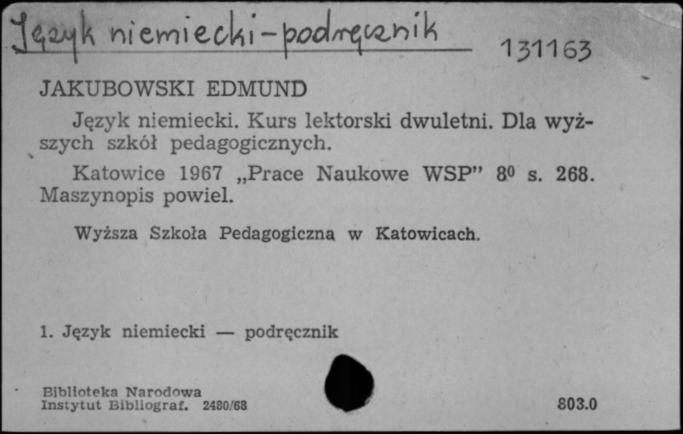 Język niemiecki - podręcznik
131163
JAKUBOWSKI EDMUND
Język niemiecki. Kurs lektorski dwuletni. Dla wyż-
szych szkół pedagogicznych.
Katowice 1967 „Prace Naukowe WSP” 8⁰ s. 268.
Maszynopis powiel.
Wyższa Szkoła Pedagogiczna w Katowicach.
1. Język niemiecki — podręcznik
Biblioteka Narodowa
Instytut Bibliograf. 2480/68
803.0